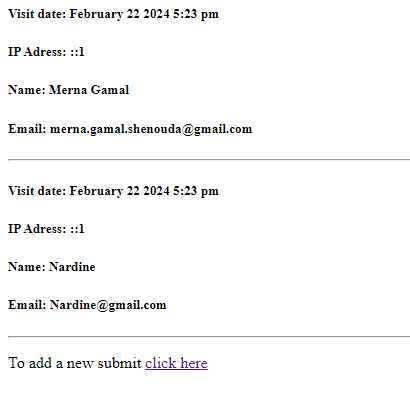 Visit date: February 22 2024 5:23 pm
IP Adress: ::1
Name: Merna Gamal
Email: merna.gamal.shenouda@gmail.com
Visit date: February 22 2024 5:23 pm
IP Adress: ::1
Name: Nardine
Email: Nardine@gmail.com
To add a new submit click here